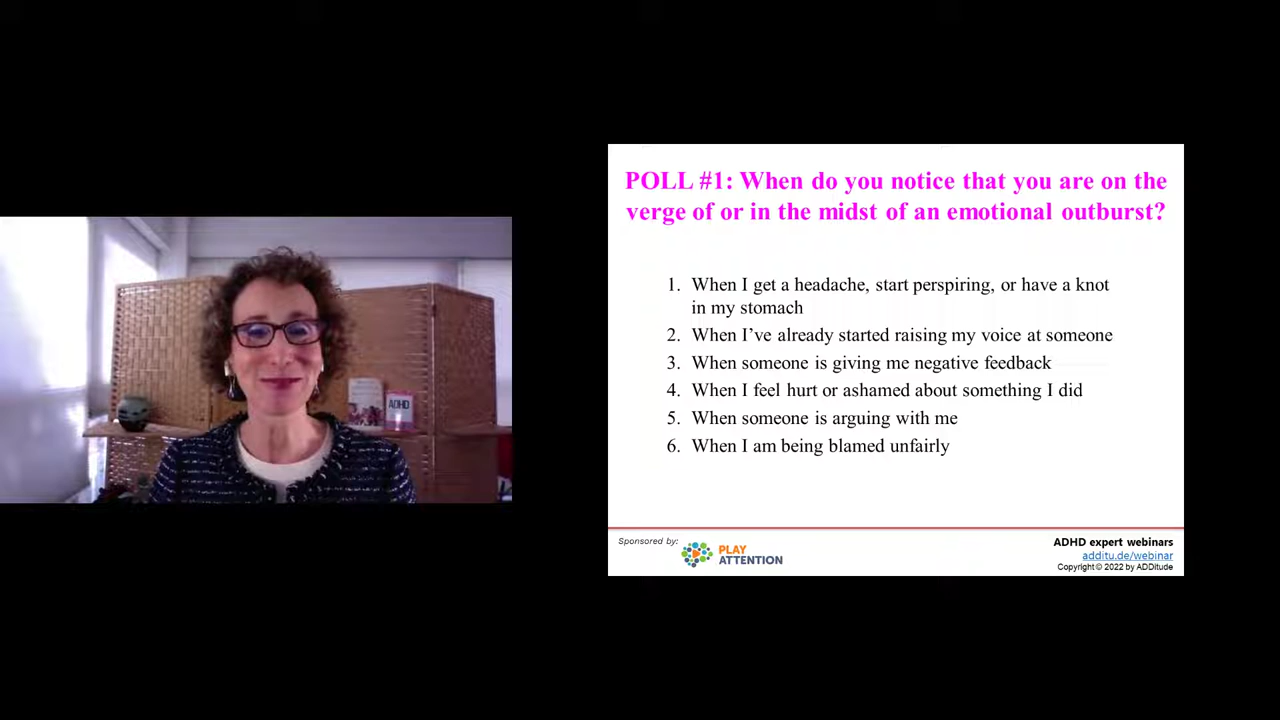 ADHD
POLL #1: When do you notice that you are on the
verge of or in the midst of an emotional outburst?
1. When I get a headache, start perspiring, or have a knot
in my stomach
2. When I've already started raising my voice at someone
3. When someone is giving me negative feedback
4. When I feel hurt or ashamed about something I did
5. When someone is arguing with me
6. When I am being blamed unfairly
Sponsored by:
PLAY
ATTENTION
ADHD expert webinars
additu.de/webinar
Copyright © 2022 by ADDitude